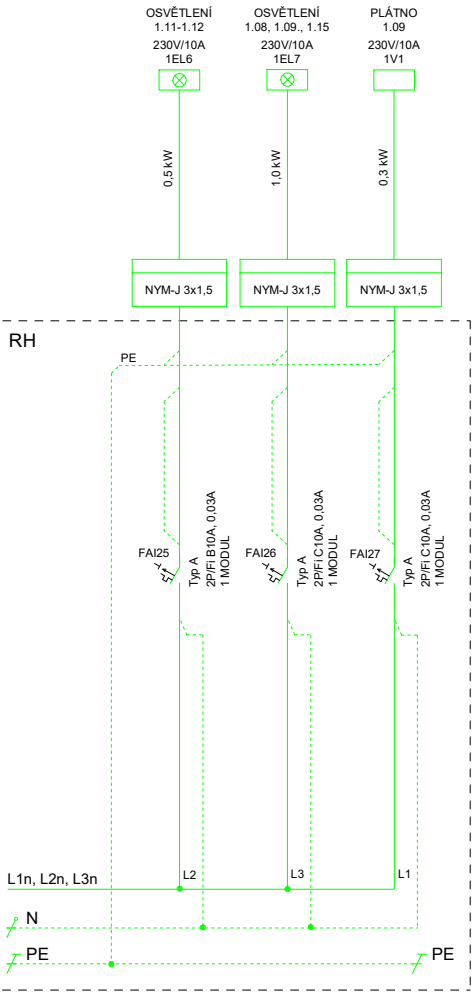 OSVĚTLENÍ
1.11-1.12
230V/10A
1EL6
OSVĚTLENÍ
1.08, 1.09., 1.15
230V/10A
1EL7
PLÁTNO
1.09
230V/10A
1V1
0,5 kW
1,0 kW
0,3 kW
NYM-J 3x1,5
NYM-J 3x1,5
NYM-J 3x1,5
RH
PE
FAI25
Typ A
2P/Fi B10A, 0,03A
1 MODUL
FAI26
Typ A
2P/Fi C10A, 0,03A
1 MODUL
FAI27
Typ A
2P/Fi C10A, 0,03A
1 MODUL
L1n, L2n, L3n
L2
L3
L1
N
PE
PE